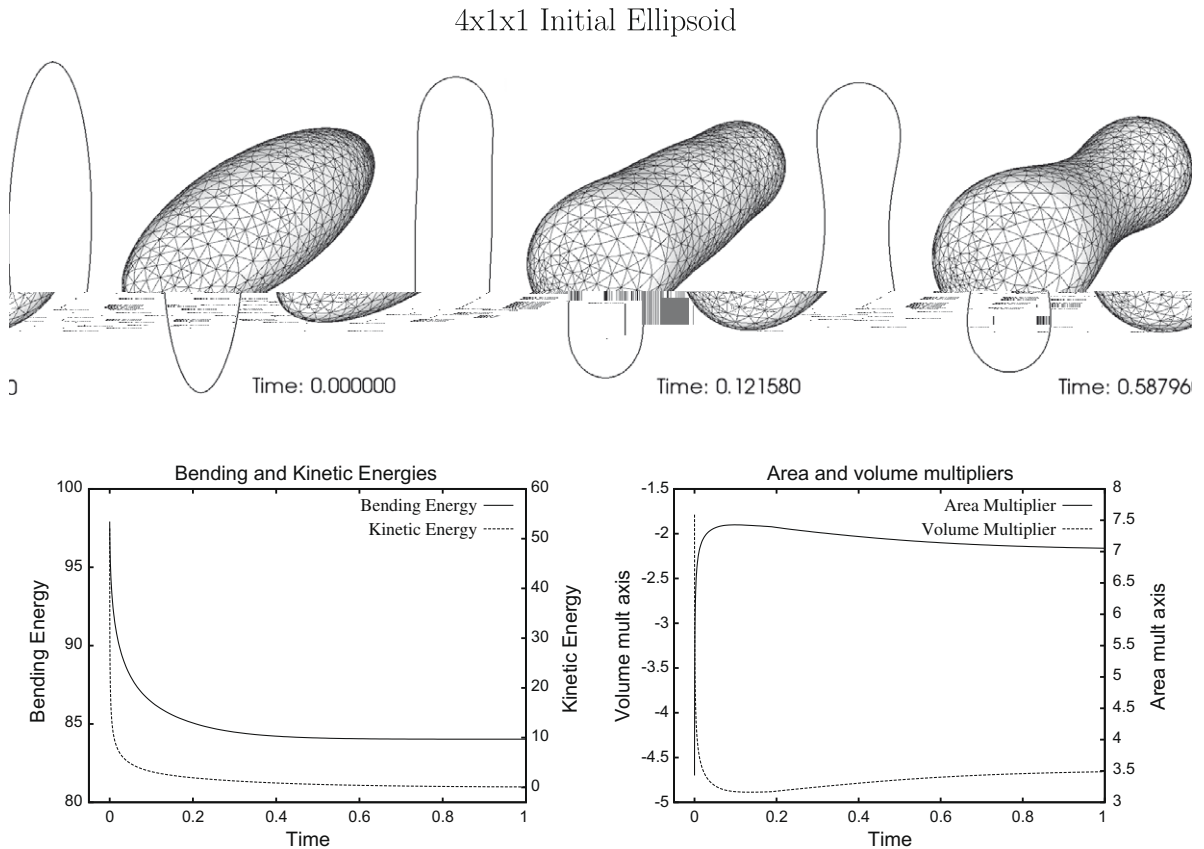 4x1x1 Initial Ellipsoid
0
Time: 0.000000
Time: 0.121580
Time: 0.58796
Bending and Kinetic Energies
100
95
90
85
80
Bending Energy
Bending Energy
Kinetic Energy
60
50
40
30
20
10
0
Kinetic Energy
0
0.2
0.4
0.6
0.8
1
Time
Area and volume multipliers
-1.5
-2
-2.5
-3
-3.5
-4
-4.5
-5
Volume mult axis
Area Multiplier
Volume Multiplier
8
7.5
7
6.5
6
5.5
5
4.5
4
3.5
3
Area mult axis
0
0.2
0.4
0.6
0.8
1
Time